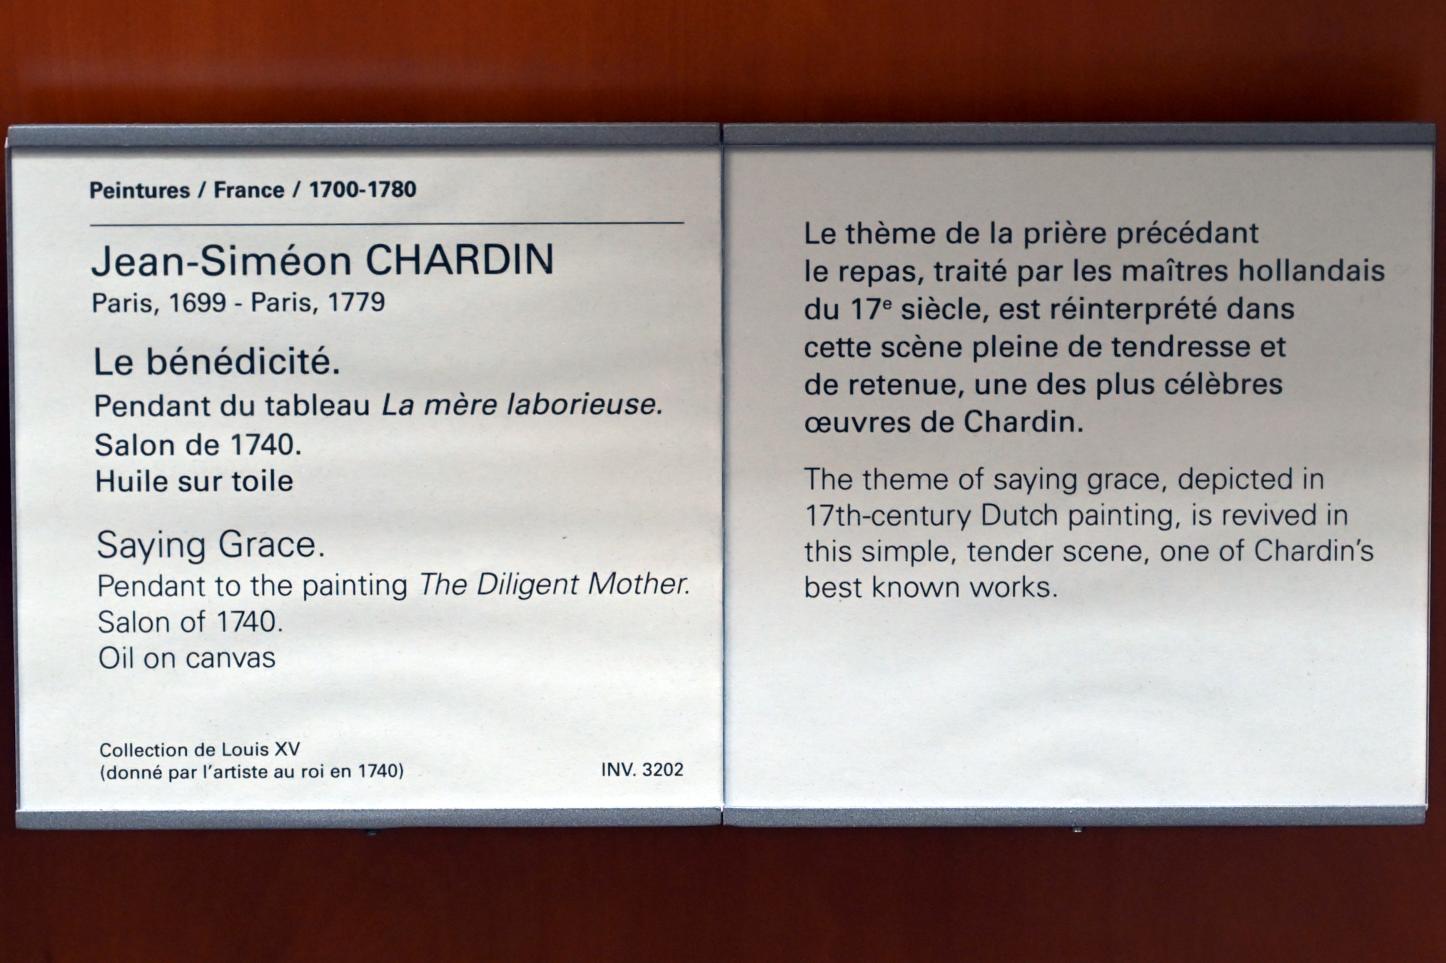 Peintures / France / 1700-1780
Jean-Siméon CHARDIN
Paris, 1699 - Paris, 1779
Le bénédicité.
Pendant du tableau La mère laborieuse.
Salon de 1740.
Huile sur toile
Saying Grace.
Pendant to the painting The Diligent Mother.
Salon of 1740.
Oil on canvas
Collection de Louis XV
(donné par l'artiste au roi en 1740)
INV. 3202
Le thème de la prière précédant
le repas, traité par les maîtres hollandais
du 17ᵉ siècle, est réinterprété dans
cette scène pleine de tendresse et
de retenue, une des plus célèbres
œuvres de Chardin.
The theme of saying grace, depicted in
17th-century Dutch painting, is revived in
this simple, tender scene, one of Chardin's
best known works.